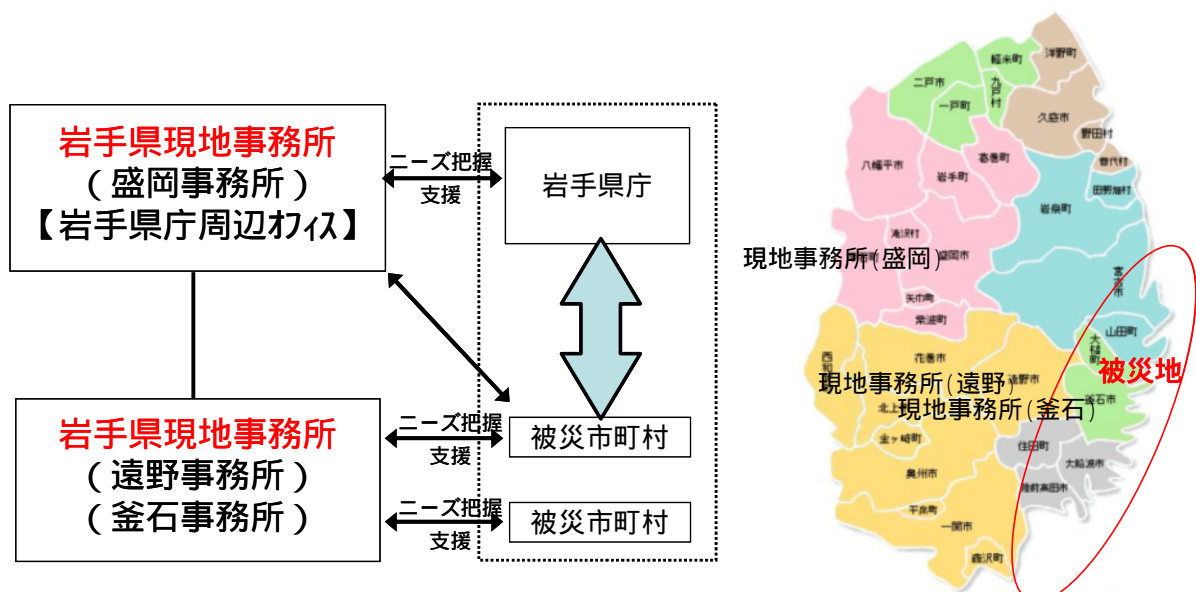 岩手県現地事務所
（盛岡事務所）
【岩手県庁周辺オフィス】
ニーズ把握
支援
岩手県庁
岩手県現地事務所
（遠野事務所）
（釜石事務所）
ニーズ把握
支援
被災市町村
ニーズ把握
支援
被災市町村
洋野町
軽米町
二戸市
九戸村
一戸町
久慈市
野田村
普代村
八幡平市
葛巻町
岩手町
田野畑村
岩泉町
滝沢村
盛岡市
現地事務所(盛岡)
宮古市
矢巾町
紫波町
山田町
大槌町
被災地
西和
花巻市
遠野市
現地事務所(遠野)
釜石市
北上
現地事務所(釜石)
金ヶ崎町
住田町
大船渡市
奥州市
陸前高田市
平泉町
一関市
藤沢町